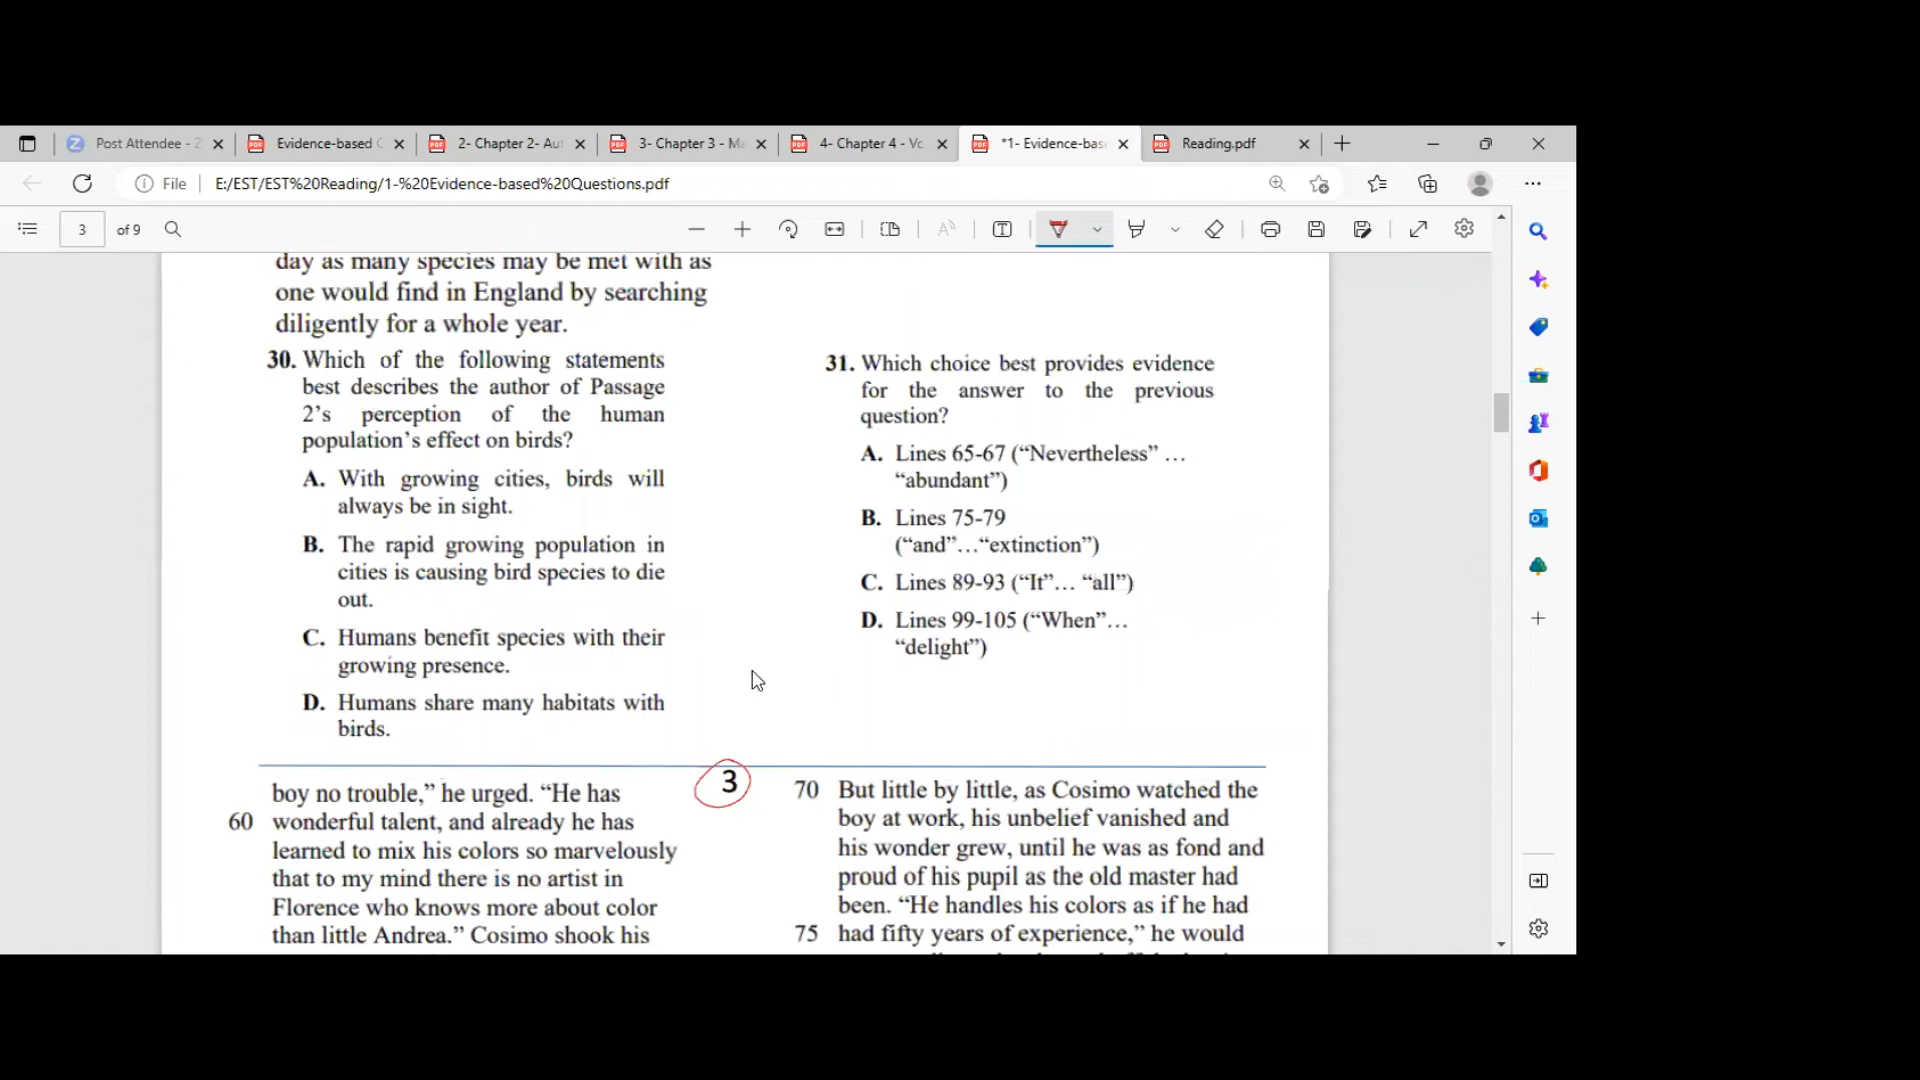 Post Attendee - Z
Evidence-based C
2- Chapter 2- Aut
3- Chapter 3 - Ma
4- Chapter 4 - Vo
*1- Evidence-bas
Reading.pdf
File
E:/EST/EST%20Reading/1-%20Evidence-based%20Questions.pdf
3 of 9
day as many species may be met with as
one would find in England by searching
diligently for a whole year.
30. Which of the following statements
best describes the author of Passage
2’s perception of the human
population’s effect on birds?
A. With growing cities, birds will
always be in sight.
B. The rapid growing population in
cities is causing bird species to die
out.
C. Humans benefit species with their
growing presence.
D. Humans share many habitats with
birds.
31. Which choice best provides evidence
for the answer to the previous
question?
A. Lines 65-67 (“Nevertheless” …
“abundant”)
B. Lines 75-79
(“and”…“extinction”)
C. Lines 89-93 (“It”… “all”)
D. Lines 99-105 (“When”…
“delight”)
3
boy no trouble,” he urged. “He has
60 wonderful talent, and already he has
learned to mix his colors so marvelously
that to my mind there is no artist in
Florence who knows more about color
than little Andrea.” Cosimo shook his
70 But little by little, as Cosimo watched the
boy at work, his unbelief vanished and
his wonder grew, until he was as fond and
proud of his pupil as the old master had
been. “He handles his colors as if he had
75 had fifty years of experience,” he would